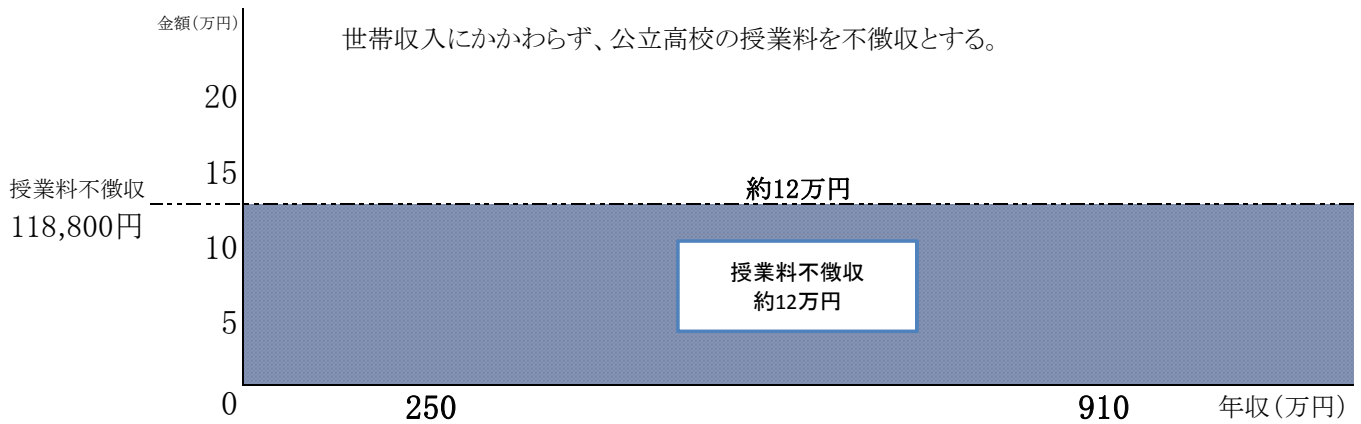 金額(万円)
世帯収入にかかわらず、公立高校の授業料を不徴収とする。
20
15
授業料不徴収
約12万円
118,800円
10
授業料不徴収
約12万円
5
0
250
910
年収(万円)